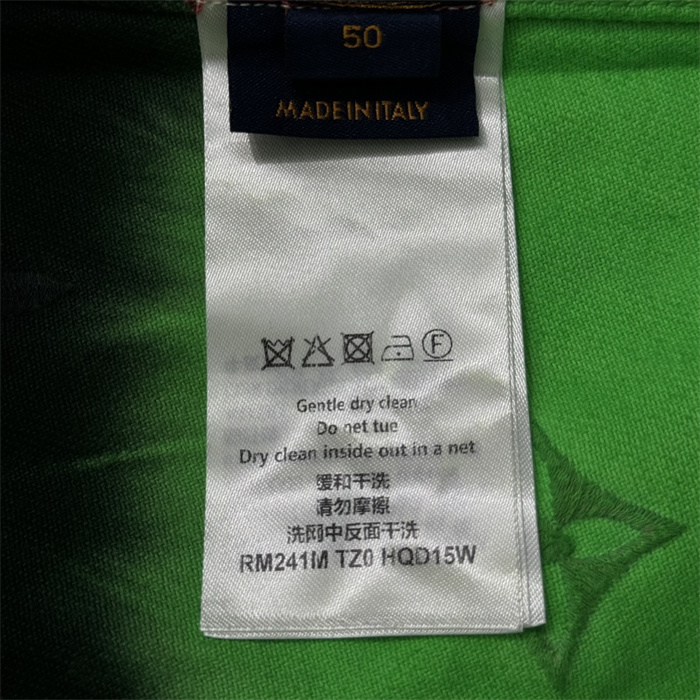 50
MADE IN ITALY
F
Gentle dry clean
Do net tue
Dry clean inside out in a net
缓和干洗
请勿摩擦
洗网中反面干洗
RM241M TZ0 HQD15W